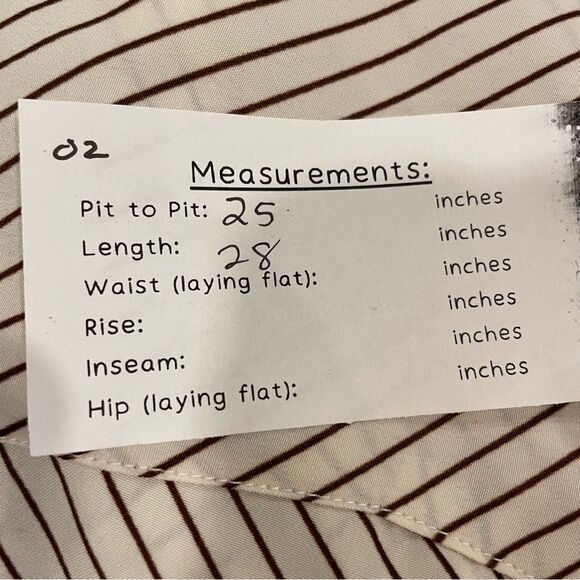 02
Measurements:
Pit to Pit: 25 inches
Length: 28 inches
Waist (laying flat): inches
Rise: inches
Inseam: inches
Hip (laying flat): inches